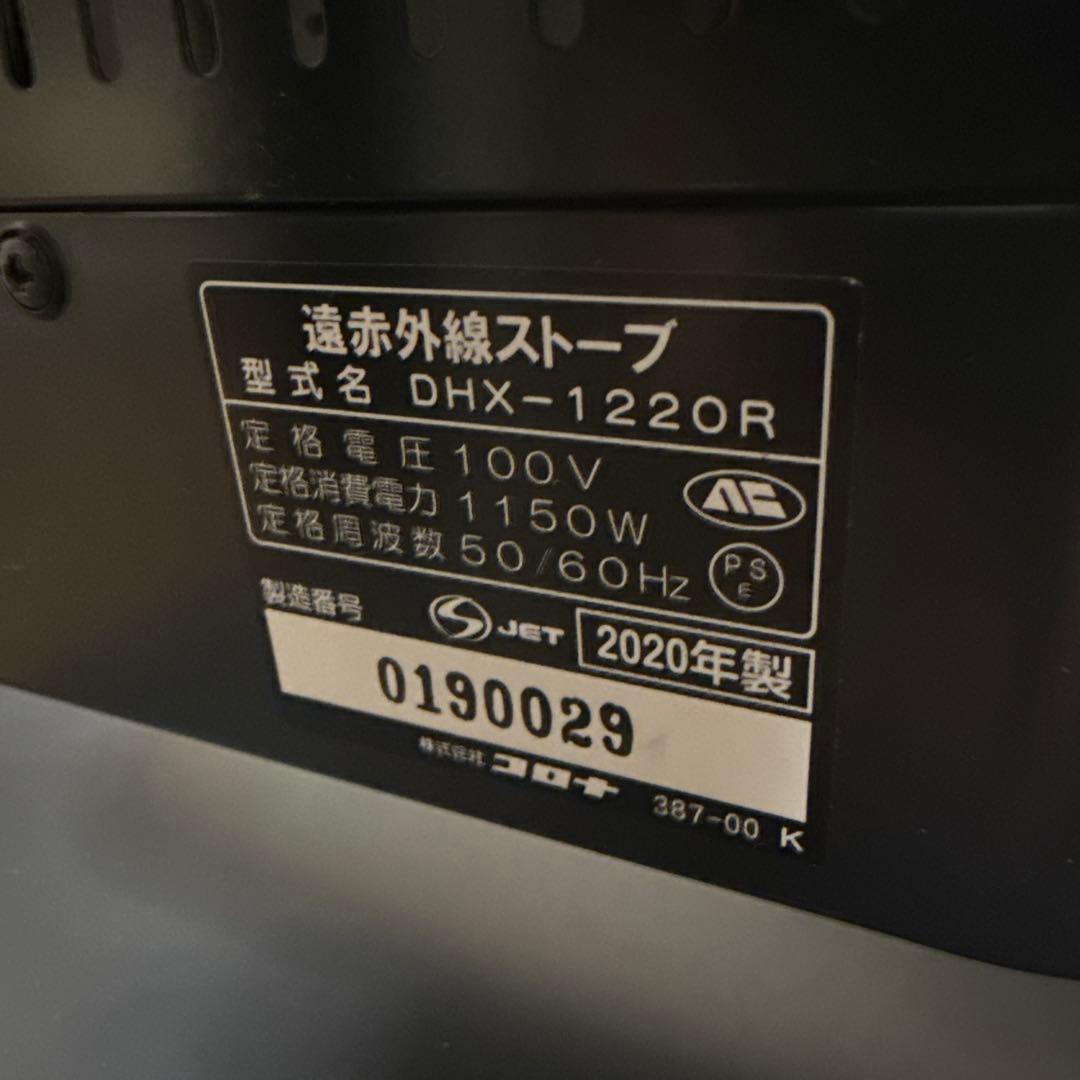 遠赤外線ストーブ
型式名 DHX-1220R
定格電圧 100V
定格消費電力 1150W
定格周波数 50/60Hz
PSE
製造番号
JET
2020年製
0190029
株式会社 コロナ
387-00 K